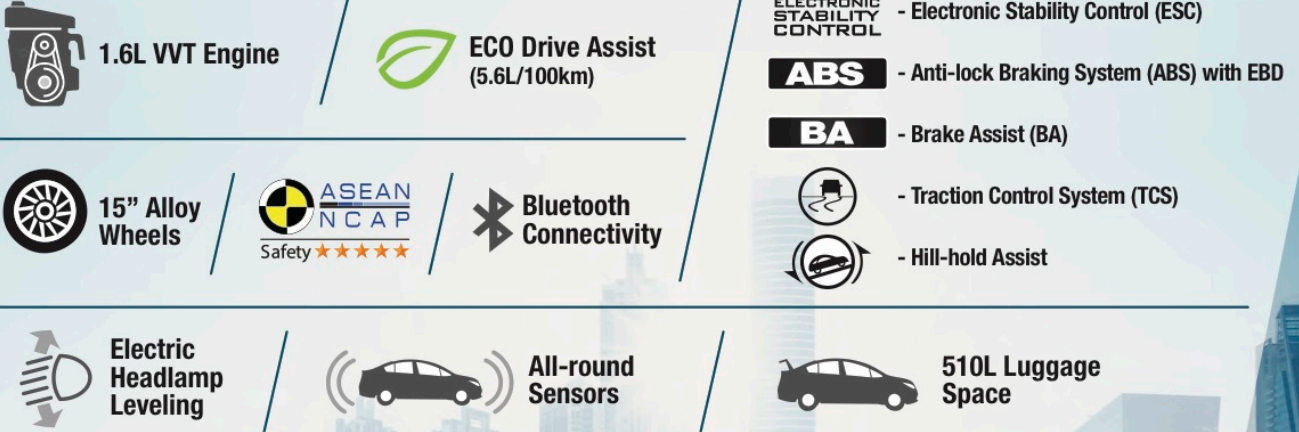 1.6L VVT Engine
ECO Drive Assist
(5.6L/100km)
ELECTRONIC
STABILITY
CONTROL
- Electronic Stability Control (ESC)
ABS - Anti-lock Braking System (ABS) with EBD
BA - Brake Assist (BA)
- Traction Control System (TCS)
- Hill-hold Assist
15” Alloy
Wheels
ASEAN
NCAP
Safety
Bluetooth
Connectivity
Electric
Headlamp
Leveling
All-round
Sensors
510L Luggage
Space